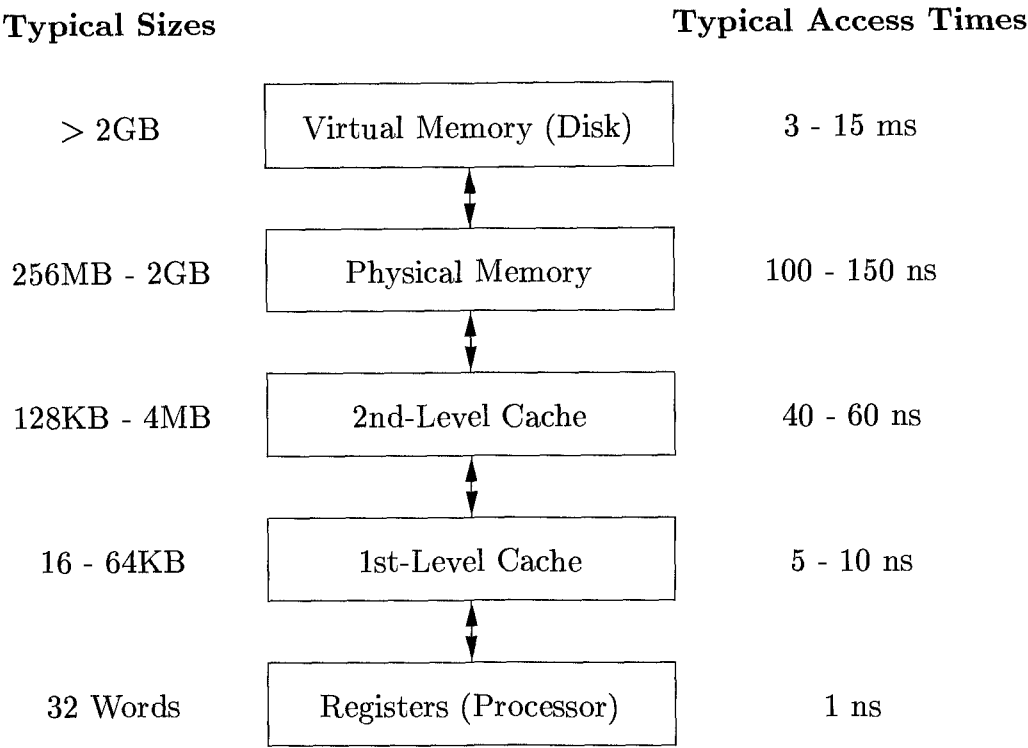 Typical Sizes Typical Access Times
> 2GB Virtual Memory (Disk) 3 - 15 ms
256MB - 2GB Physical Memory 100 - 150 ns
128KB - 4MB 2nd-Level Cache 40 - 60 ns
16 - 64KB 1st-Level Cache 5 - 10 ns
32 Words Registers (Processor) 1 ns